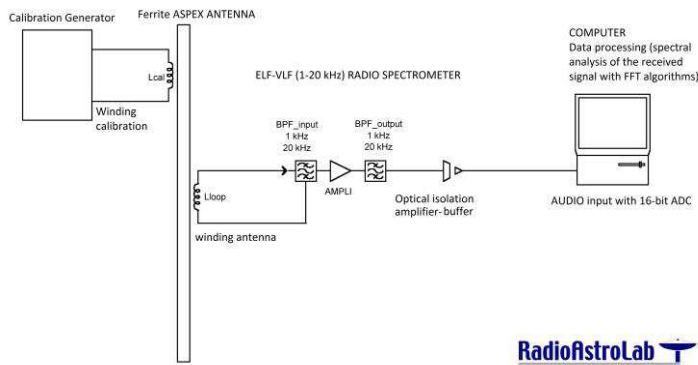 Calibration Generator
Ferrite ASPEX ANTENNA
Lcal
Winding
calibration
ELF-VLF (1-20 kHz) RADIO SPECTROMETER
COMPUTER
Data processing (spectral
analysis of the received
signal with FFT algorithms)
BPF_input
1 kHz
20 kHz
BPF_output
1 kHz
20 kHz
AMPLI
Lloop
winding antenna
Optical isolation
amplifier-buffer
AUDIO input with 16-bit ADC
RadioAstroLab